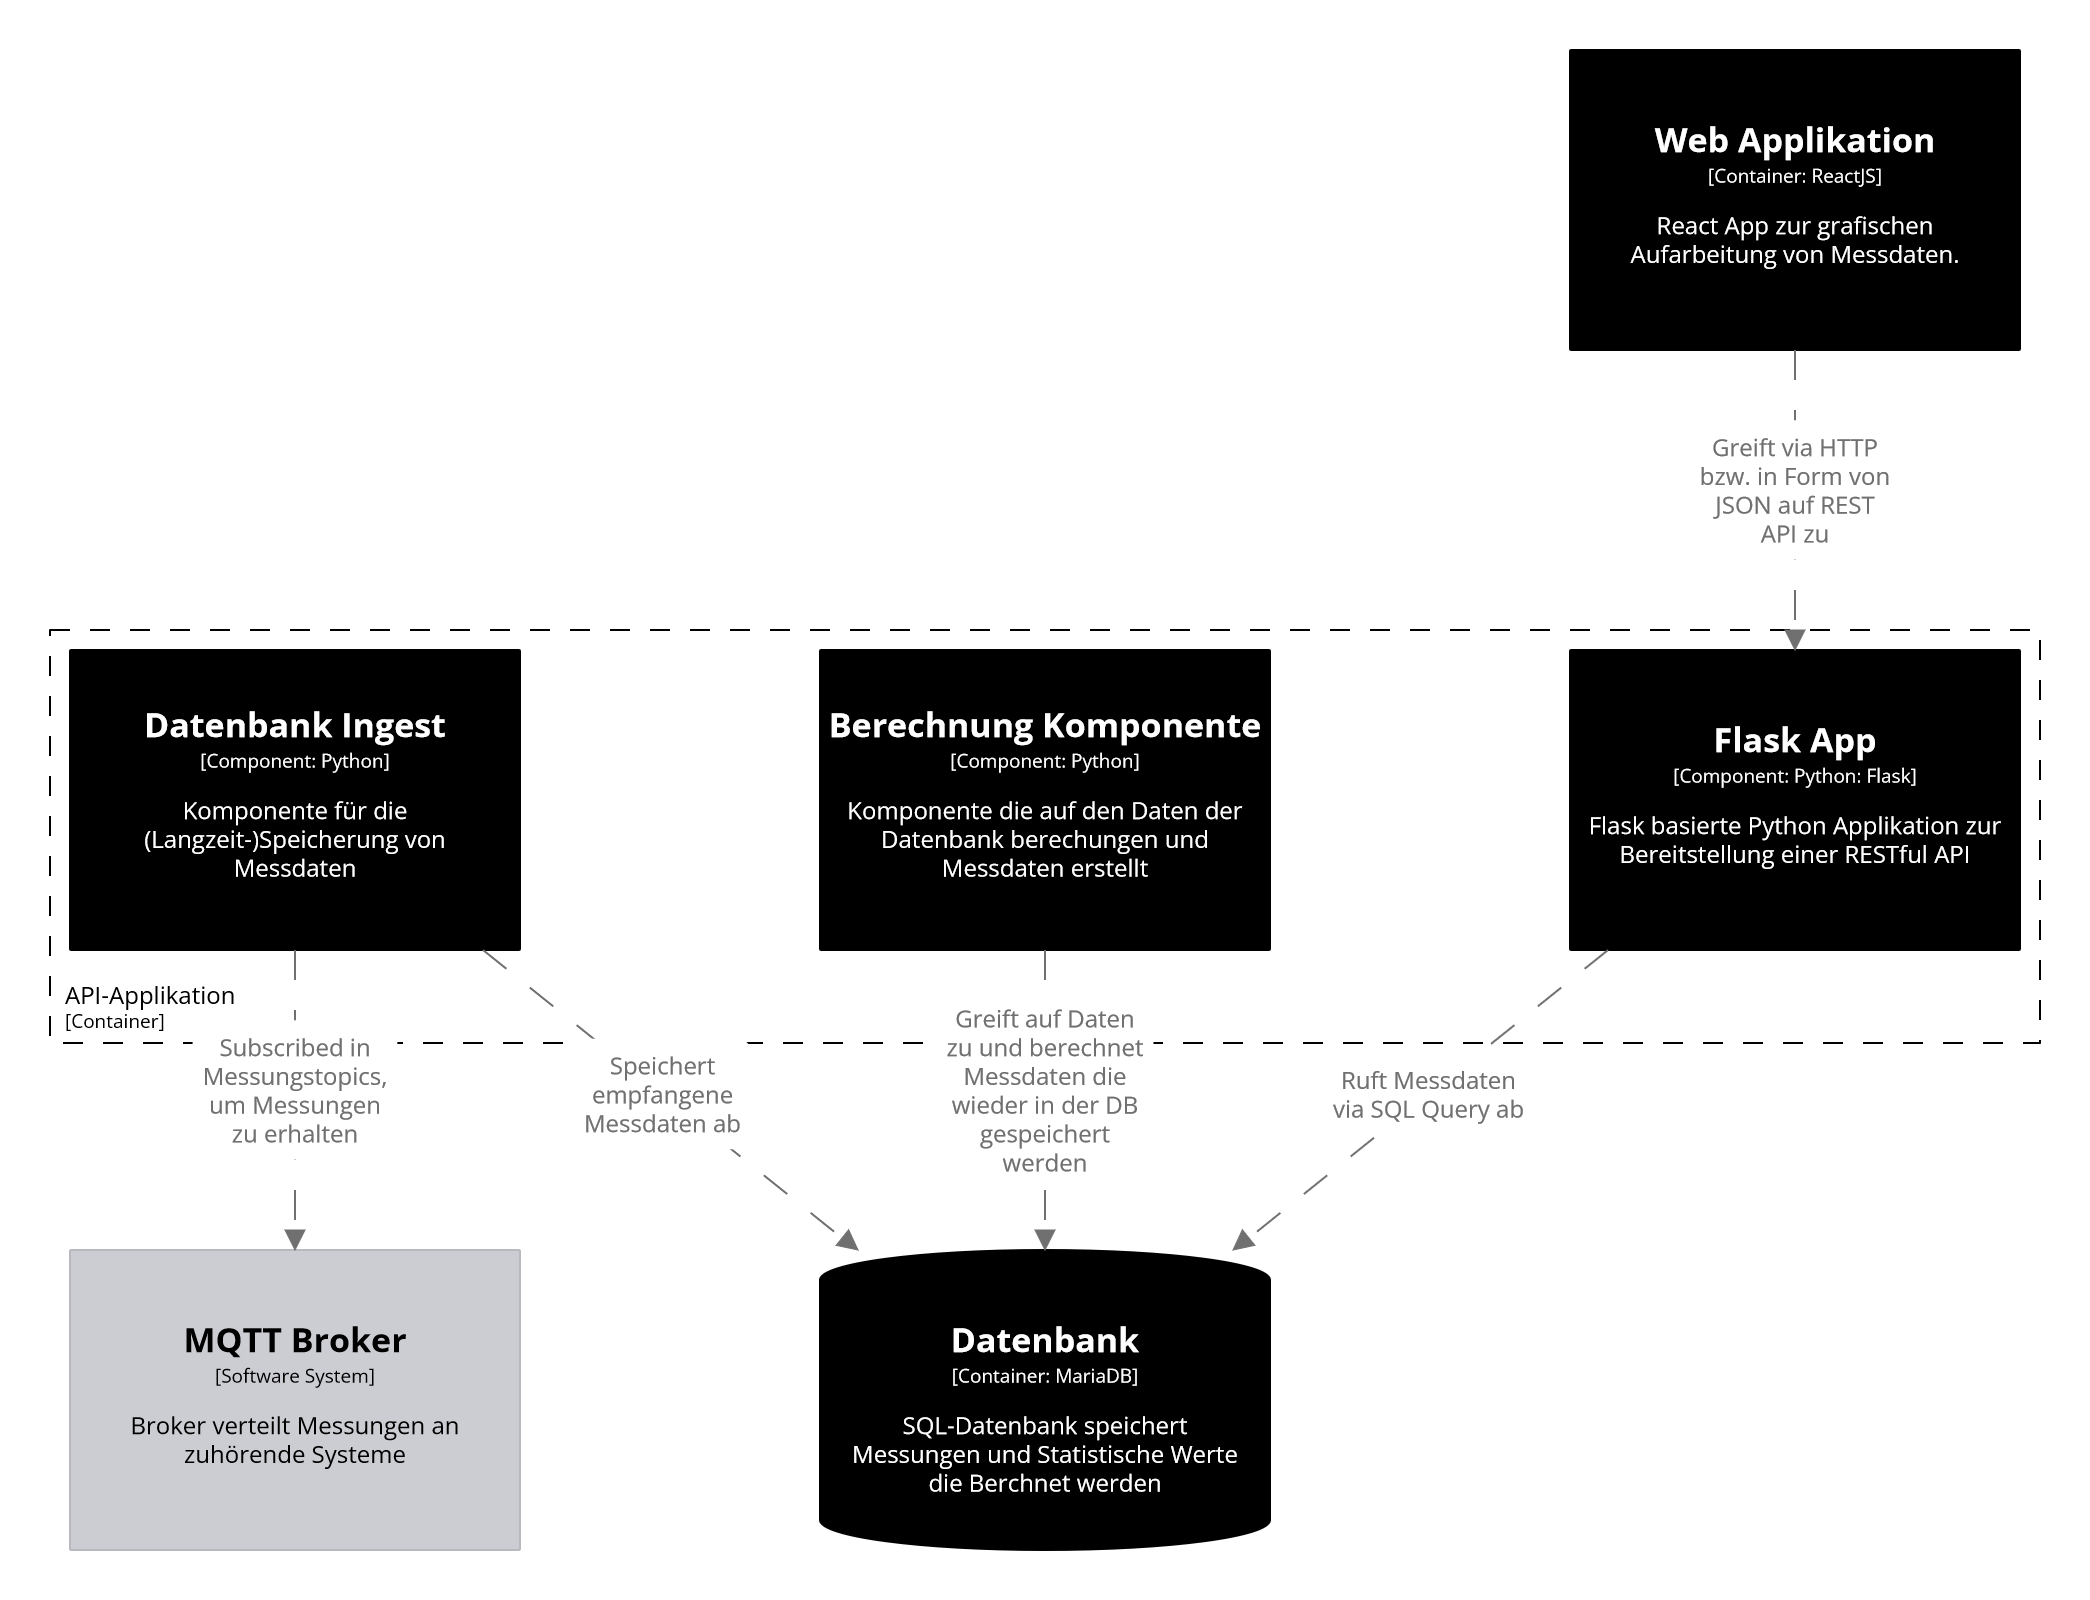 Web Applikation
[Container: ReactJS]
React App zur grafischen
Aufarbeitung von Messdaten.
Greift via HTTP
bzw. in Form von
JSON auf REST
API zu
Datenbank Ingest
[Component: Python]
Komponente für die
(Langzeit-)Speicherung von
Messdaten
Berechnung Komponente
[Component: Python]
Komponente die auf den Daten der
Datenbank berechungen und
Messdaten erstellt
Flask App
[Component: Python: Flask]
Flask basierte Python Applikation zur
Bereitstellung einer RESTful API
API-Applikation
[Container]
Subscribed in
Messungstopics,
um Messungen
zu erhalten
Speichert
empfangene
Messdaten ab
Greift auf Daten
zu und berechnet
Messdaten die
wieder in der DB
gespeichert
werden
Ruft Messdaten
via SQL Query ab
MQTT Broker
[Software System]
Broker verteilt Messungen an
zuhörende Systeme
Datenbank
[Container: MariaDB]
SQL-Datenbank speichert
Messungen und Statistische Werte
die Berchnet werden